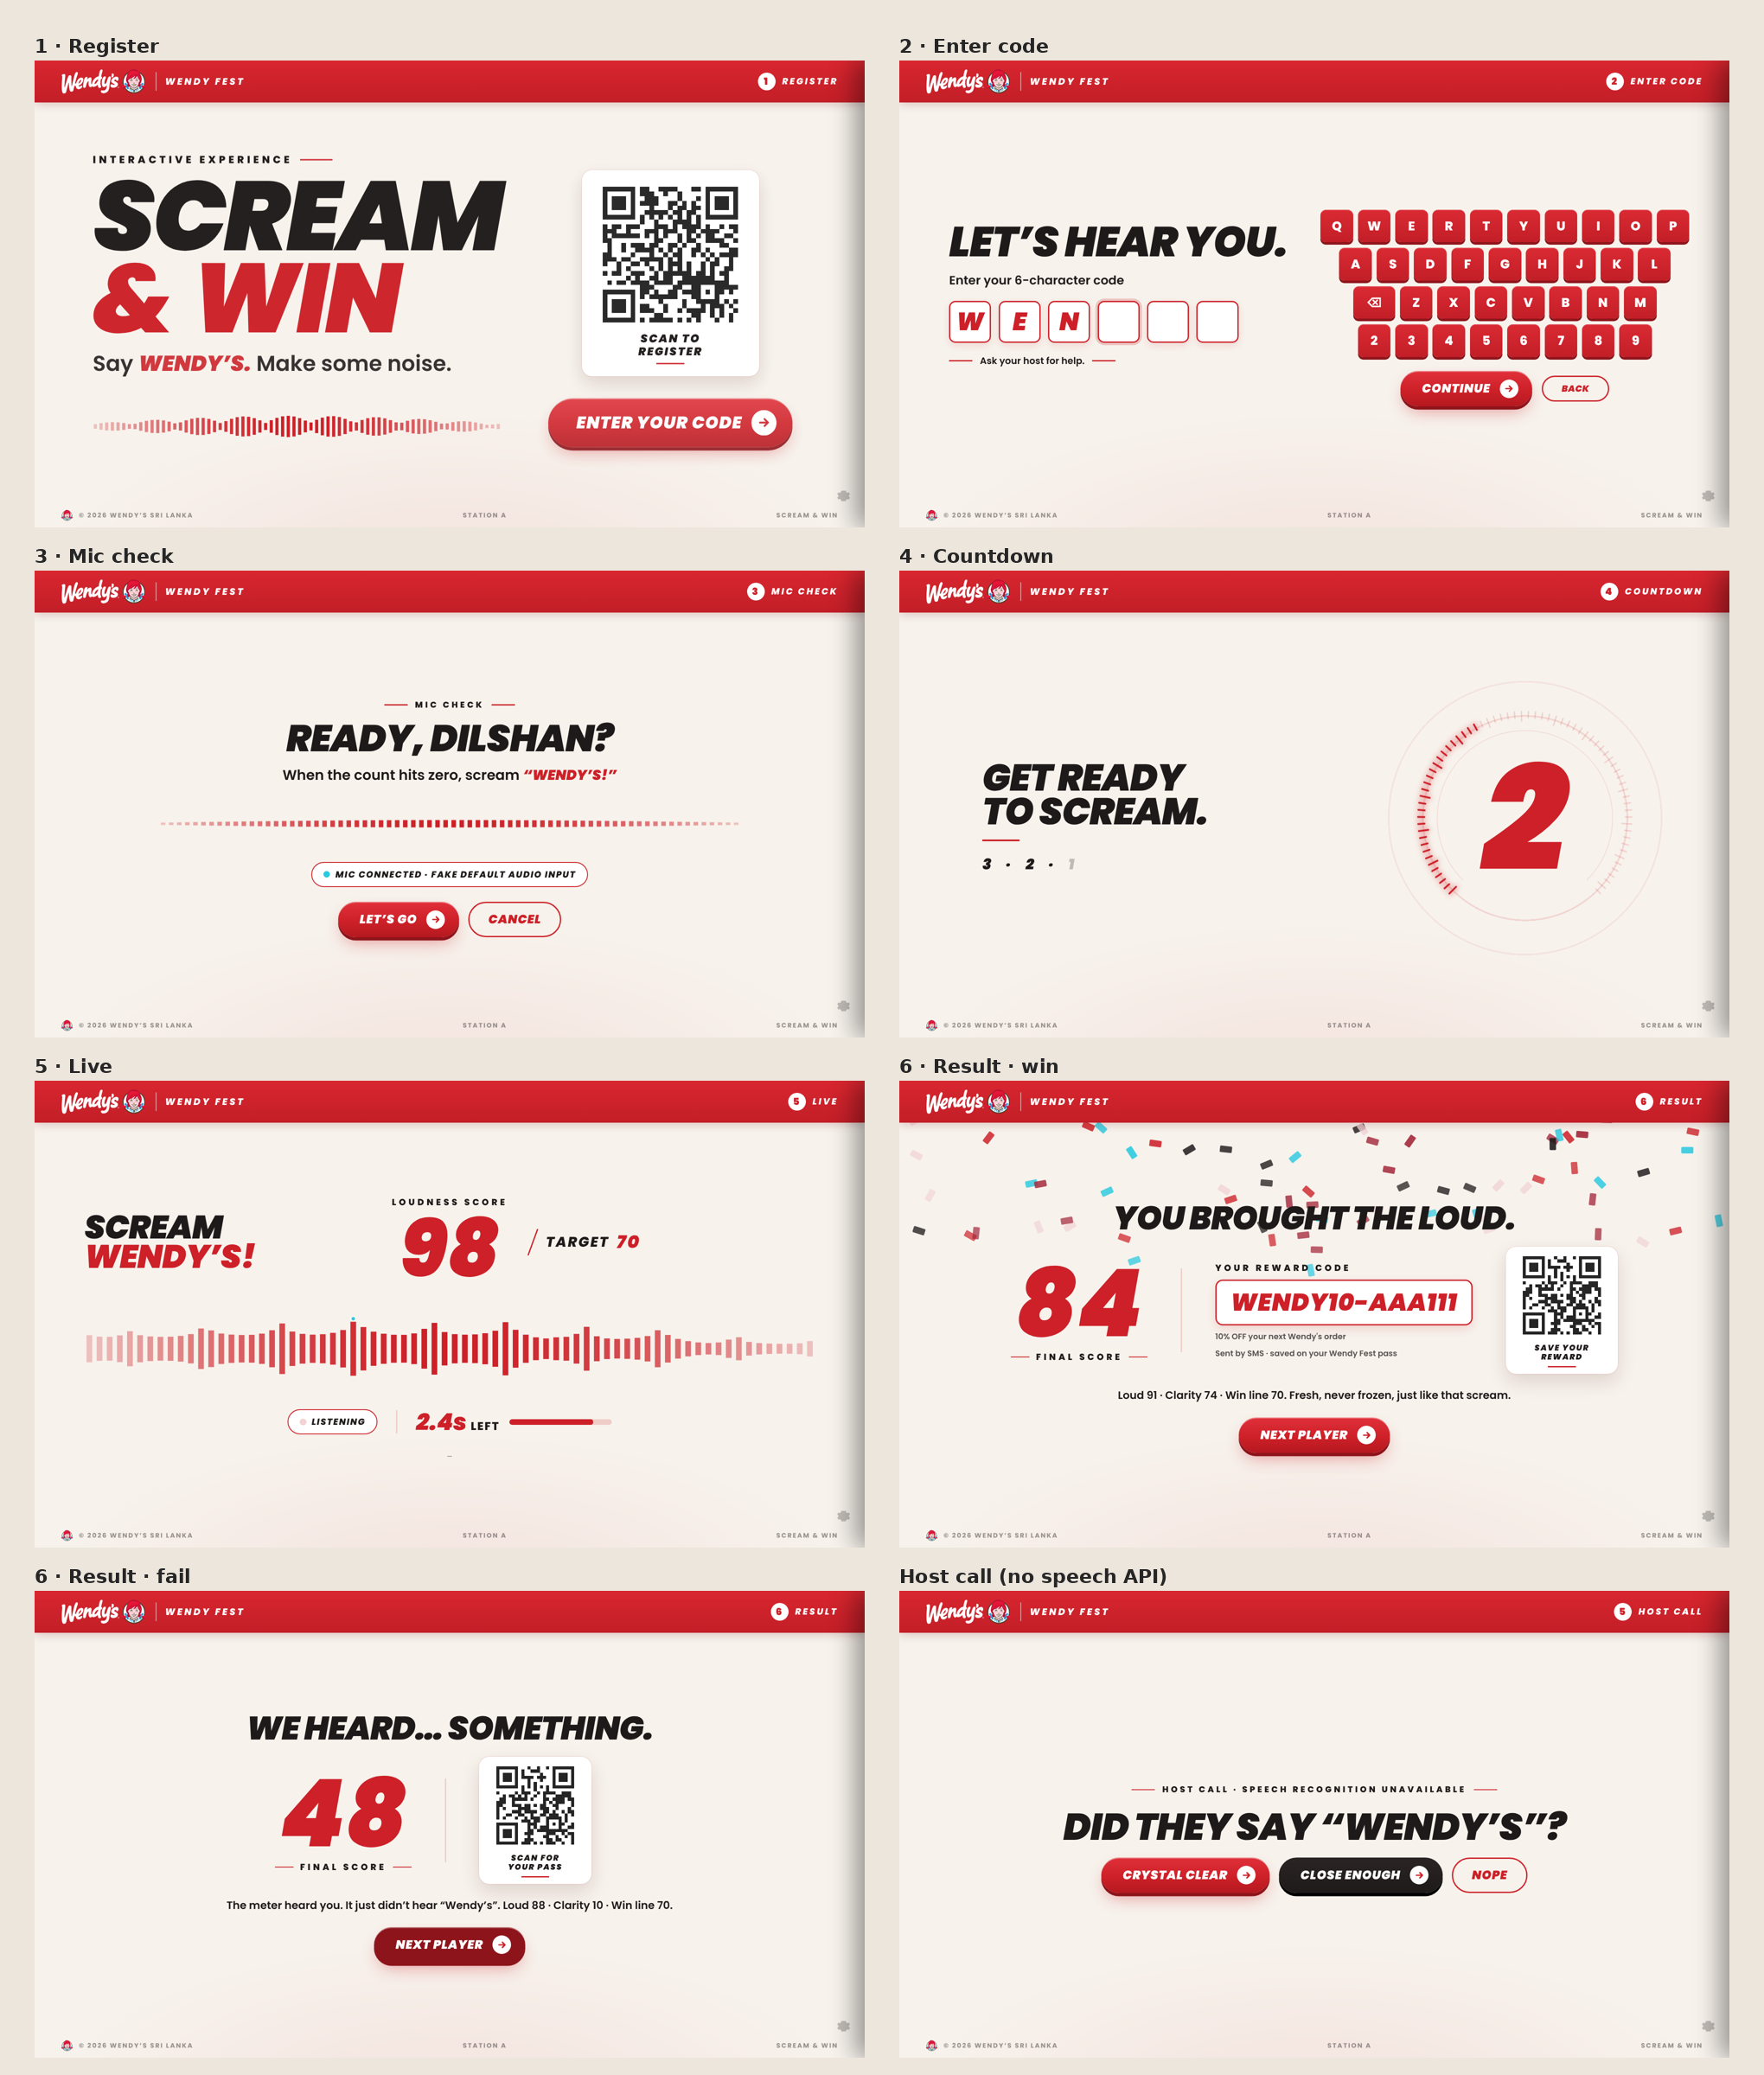 1 · Register
Wendy's WENDY FEST
1 REGISTER
INTERACTIVE EXPERIENCE
SCREAM
& WIN
Say WENDY'S. Make some noise.
SCAN TO
REGISTER
ENTER YOUR CODE
© 2026 WENDY'S SRI LANKA
STATION A
SCREAM & WIN
2 · Enter code
Wendy's WENDY FEST
2 ENTER CODE
LET'S HEAR YOU.
Enter your 6-character code
W E N
Ask your host for help.
Q W E R T Y U I O P
A S D F G H J K L
⌫ Z X C V B N M
2 3 4 5 6 7 8 9
CONTINUE
BACK
© 2026 WENDY'S SRI LANKA
STATION A
SCREAM & WIN
3 · Mic check
Wendy's WENDY FEST
3 MIC CHECK
MIC CHECK
READY, DILSHAN?
When the count hits zero, scream “WENDY'S!”
MIC CONNECTED · FAKE DEFAULT AUDIO INPUT
LET'S GO
CANCEL
© 2026 WENDY'S SRI LANKA
STATION A
SCREAM & WIN
4 · Countdown
Wendy's WENDY FEST
4 COUNTDOWN
GET READY
TO SCREAM.
3 · 2 · 1
2
© 2026 WENDY'S SRI LANKA
STATION A
SCREAM & WIN
5 · Live
Wendy's WENDY FEST
5 LIVE
SCREAM
WENDY'S!
LOUDNESS SCORE
98
/ TARGET 70
LISTENING
2.4s LEFT
–
© 2026 WENDY'S SRI LANKA
STATION A
SCREAM & WIN
6 · Result · win
Wendy's WENDY FEST
6 RESULT
YOU BROUGHT THE LOUD.
84
FINAL SCORE
YOUR REWARD CODE
WENDY10-AAA111
10% OFF your next Wendy's order
Sent by SMS · saved on your Wendy Fest pass
SAVE YOUR
REWARD
Loud 91 · Clarity 74 · Win line 70. Fresh, never frozen, just like that scream.
NEXT PLAYER
© 2026 WENDY'S SRI LANKA
STATION A
SCREAM & WIN
6 · Result · fail
Wendy's WENDY FEST
6 RESULT
WE HEARD... SOMETHING.
48
FINAL SCORE
SCAN FOR
YOUR PASS
The meter heard you. It just didn't hear “Wendy's”. Loud 88 · Clarity 10 · Win line 70.
NEXT PLAYER
© 2026 WENDY'S SRI LANKA
STATION A
SCREAM & WIN
Host call (no speech API)
Wendy's WENDY FEST
5 HOST CALL
HOST CALL · SPEECH RECOGNITION UNAVAILABLE
DID THEY SAY “WENDY'S”?
CRYSTAL CLEAR
CLOSE ENOUGH
NOPE
© 2026 WENDY'S SRI LANKA
STATION A
SCREAM & WIN